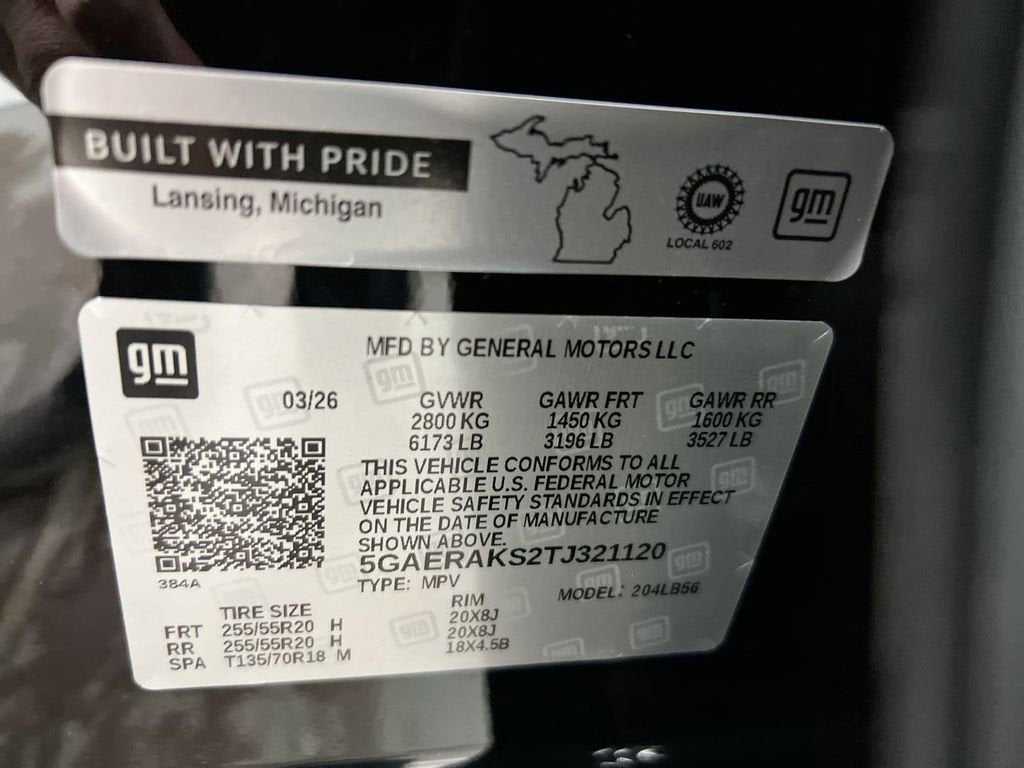 BUILT WITH PRIDE
Lansing, Michigan
UAW
LOCAL 602
gm
gm
MFD BY GENERAL MOTORS LLC
03/26 GVWR GAWR FRT GAWR RR
2800 KG 1450 KG 1600 KG
6173 LB 3196 LB 3527 LB
THIS VEHICLE CONFORMS TO ALL
APPLICABLE U.S. FEDERAL MOTOR
VEHICLE SAFETY STANDARDS IN EFFECT
ON THE DATE OF MANUFACTURE
SHOWN ABOVE.
5GAERAKS2TJ321120
384A
TYPE: MPV MODEL: 204LB56
TIRE SIZE RIM
FRT 255/55R20 H 20X8J
RR 255/55R20 H 20X8J
SPA T135/70R18 M 18X4.5B